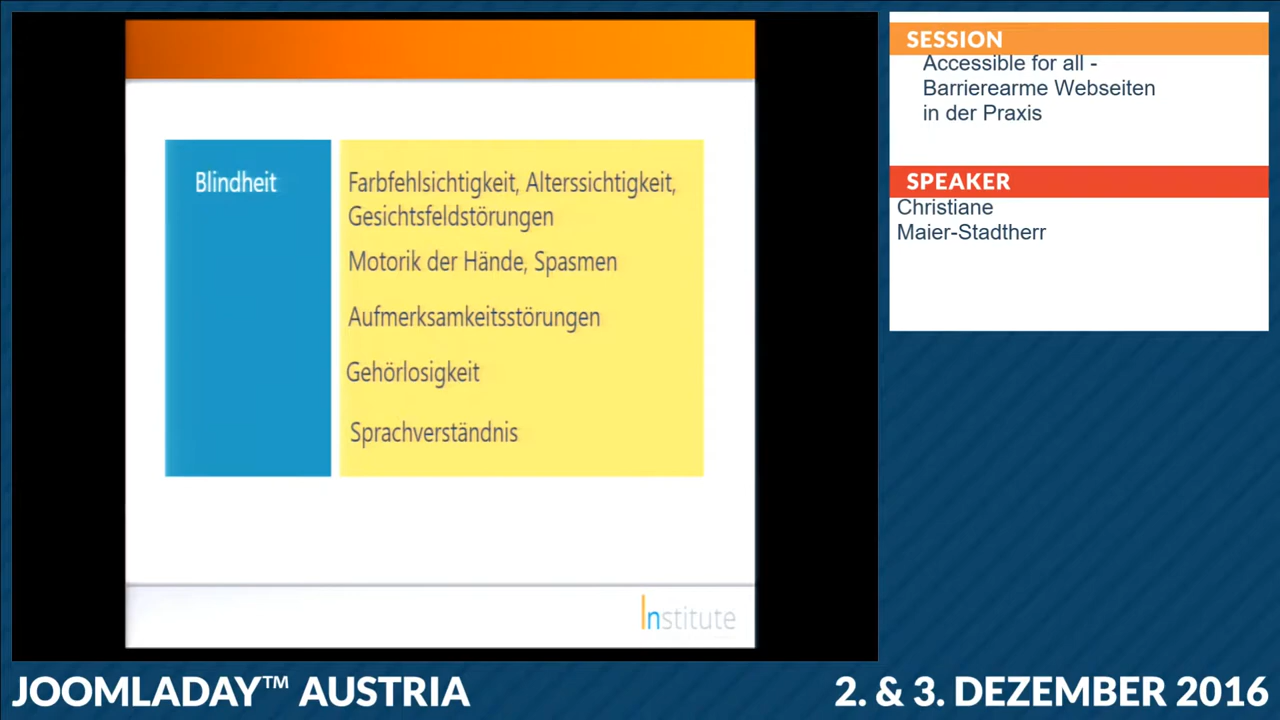 Blindheit
Farbfehlsichtigkeit, Alterssichtigkeit,
Gesichtsfeldstörungen
Motorik der Hände, Spasmen
Aufmerksamkeitsstörungen
Gehörlosigkeit
Sprachverständnis
Institute
SESSION
Accessible for all -
Barrierearme Webseiten
in der Praxis
SPEAKER
Christiane
Maier-Stadtherr
JOOMLADAY™ AUSTRIA
2. & 3. DEZEMBER 2016